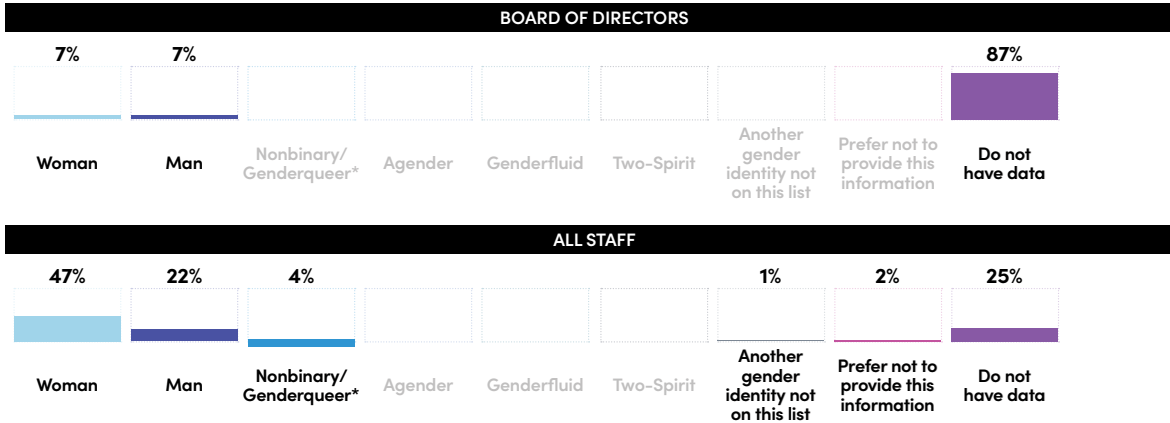 BOARD OF DIRECTORS
7% 7% 87%
Woman
Man
Nonbinary/
Genderqueer*
Agender
Genderfluid
Two-Spirit
Another
gender
identity not
on this list
Prefer not to
provide this
information
Do not
have data
ALL STAFF
47% 22% 4% 1% 2% 25%
Woman
Man
Nonbinary/
Genderqueer*
Agender
Genderfluid
Two-Spirit
Another
gender
identity not
on this list
Prefer not to
provide this
information
Do not
have data